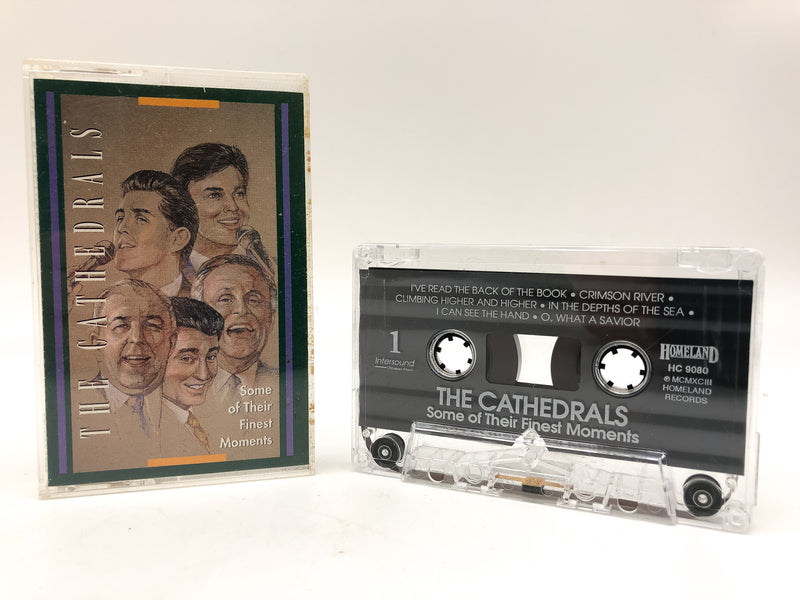 THE CATHEDRALS
Some
of Their
Finest
Moments
I'VE READ THE BACK OF THE BOOK • CRIMSON RIVER •
CLIMBING HIGHER AND HIGHER • IN THE DEPTHS OF THE SEA •
I CAN SEE THE HAND • O, WHAT A SAVIOR
1
Intersound
HOMELAND
HC 9080
℗ MCMXCIII
HOMELAND
RECORDS
THE CATHEDRALS
Some of Their Finest Moments